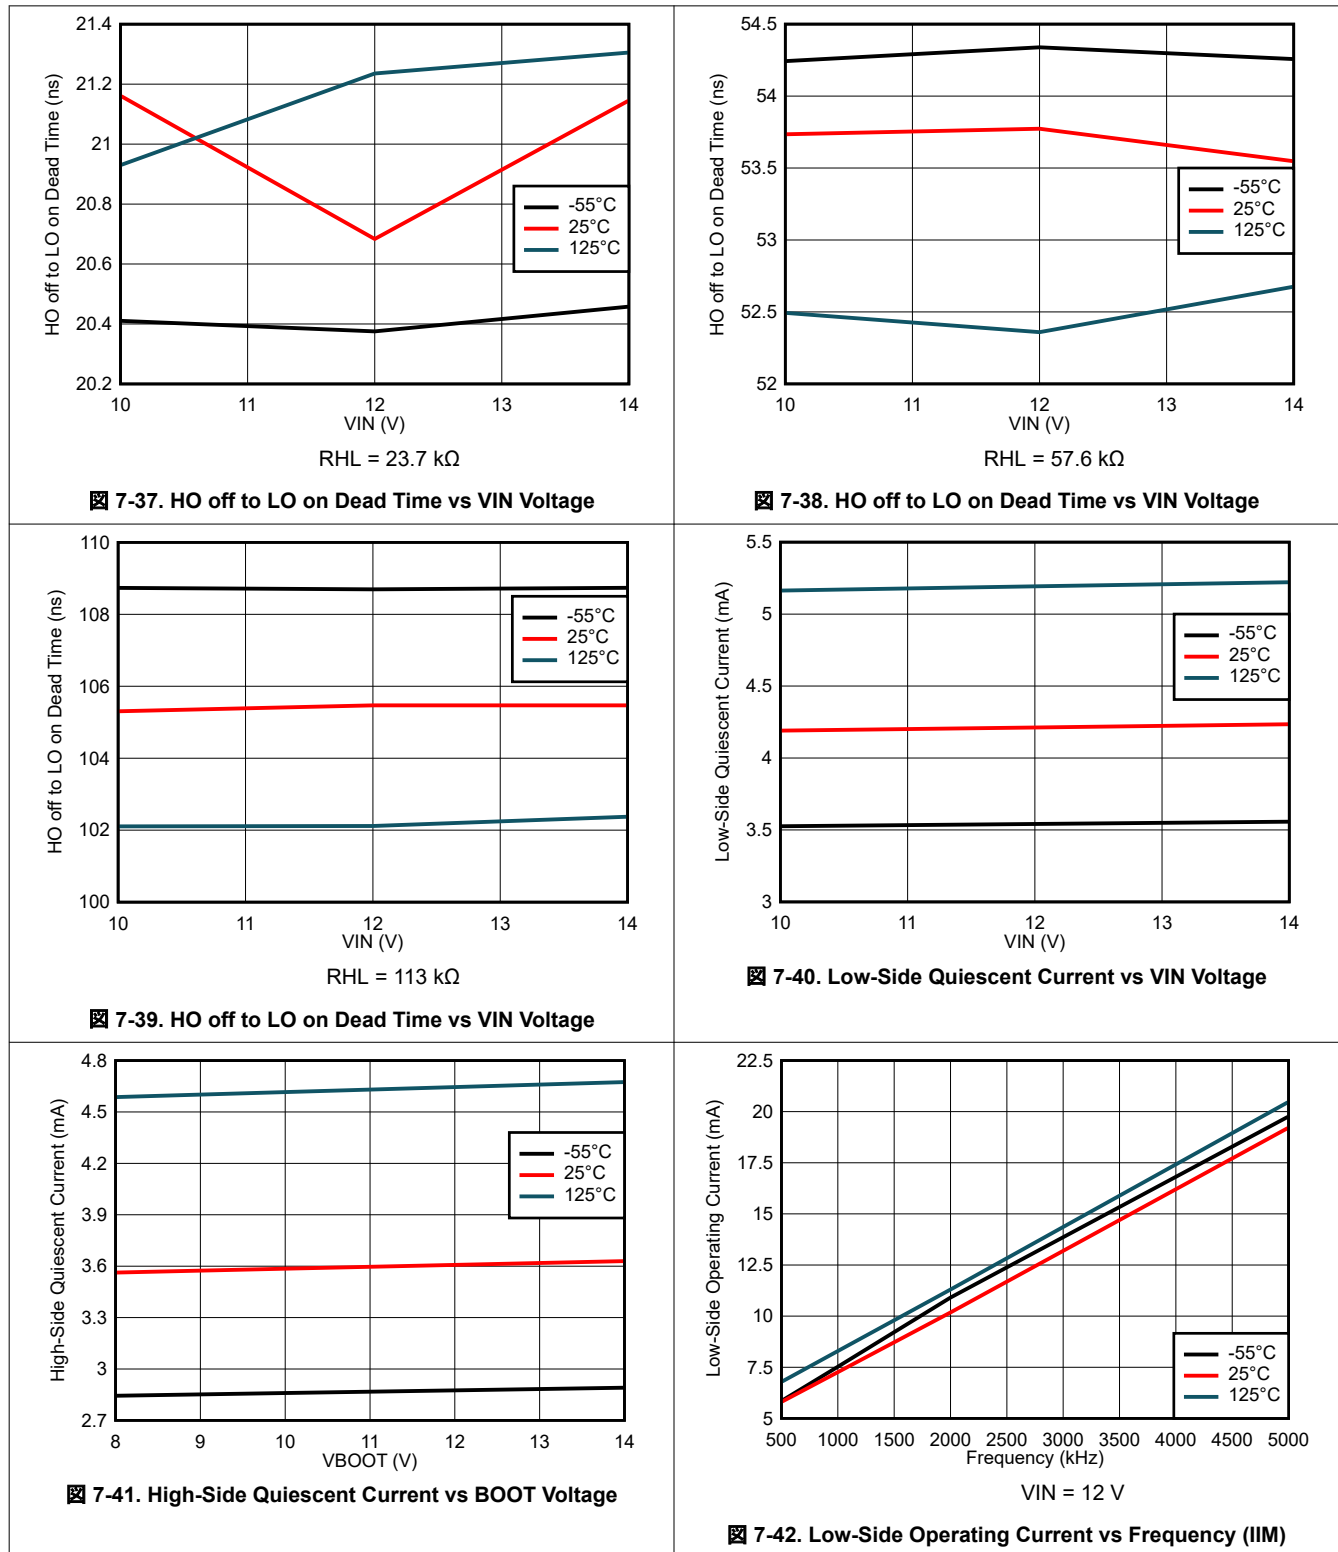 21.4
21.2
21
20.8
20.6
20.4
20.2
HO off to LO on Dead Time (ns)
-55°C
25°C
125°C
10 11 12 13 14
VIN (V)
RHL = 23.7 kΩ
図 7-37. HO off to LO on Dead Time vs VIN Voltage
54.5
54
53.5
53
52.5
52
HO off to LO on Dead Time (ns)
-55°C
25°C
125°C
10 11 12 13 14
VIN (V)
RHL = 57.6 kΩ
図 7-38. HO off to LO on Dead Time vs VIN Voltage
110
108
106
104
102
100
HO off to LO on Dead Time (ns)
-55°C
25°C
125°C
10 11 12 13 14
VIN (V)
RHL = 113 kΩ
図 7-39. HO off to LO on Dead Time vs VIN Voltage
5.5
5
4.5
4
3.5
3
Low-Side Quiescent Current (mA)
-55°C
25°C
125°C
10 11 12 13 14
VIN (V)
図 7-40. Low-Side Quiescent Current vs VIN Voltage
4.8
4.5
4.2
3.9
3.6
3.3
3
2.7
High-Side Quiescent Current (mA)
-55°C
25°C
125°C
8 9 10 11 12 13 14
VBOOT (V)
図 7-41. High-Side Quiescent Current vs BOOT Voltage
22.5
20
17.5
15
12.5
10
7.5
5
Low-Side Operating Current (mA)
-55°C
25°C
125°C
500 1000 1500 2000 2500 3000 3500 4000 4500 5000
Frequency (kHz)
VIN = 12 V
図 7-42. Low-Side Operating Current vs Frequency (IIM)